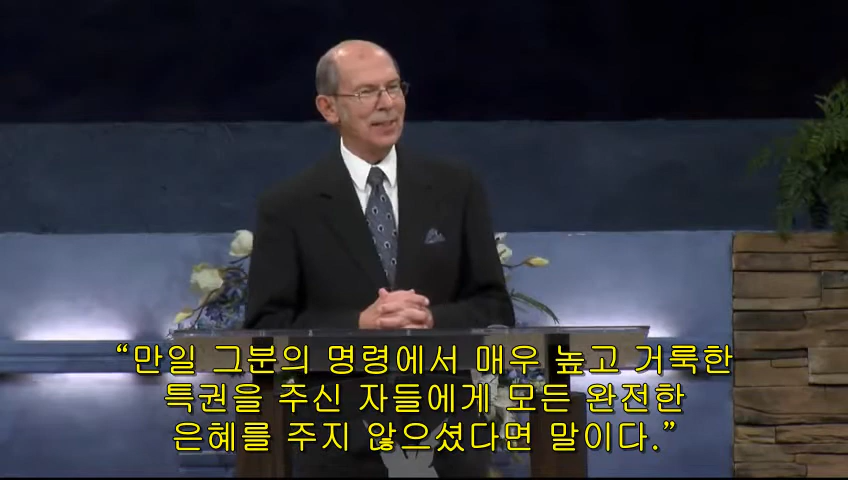 “만일 그분의 명령에서 매우 높고 거룩한
특권을 주신 자들에게 모든 완전한
은혜를 주지 않으셨다면 말이다.”